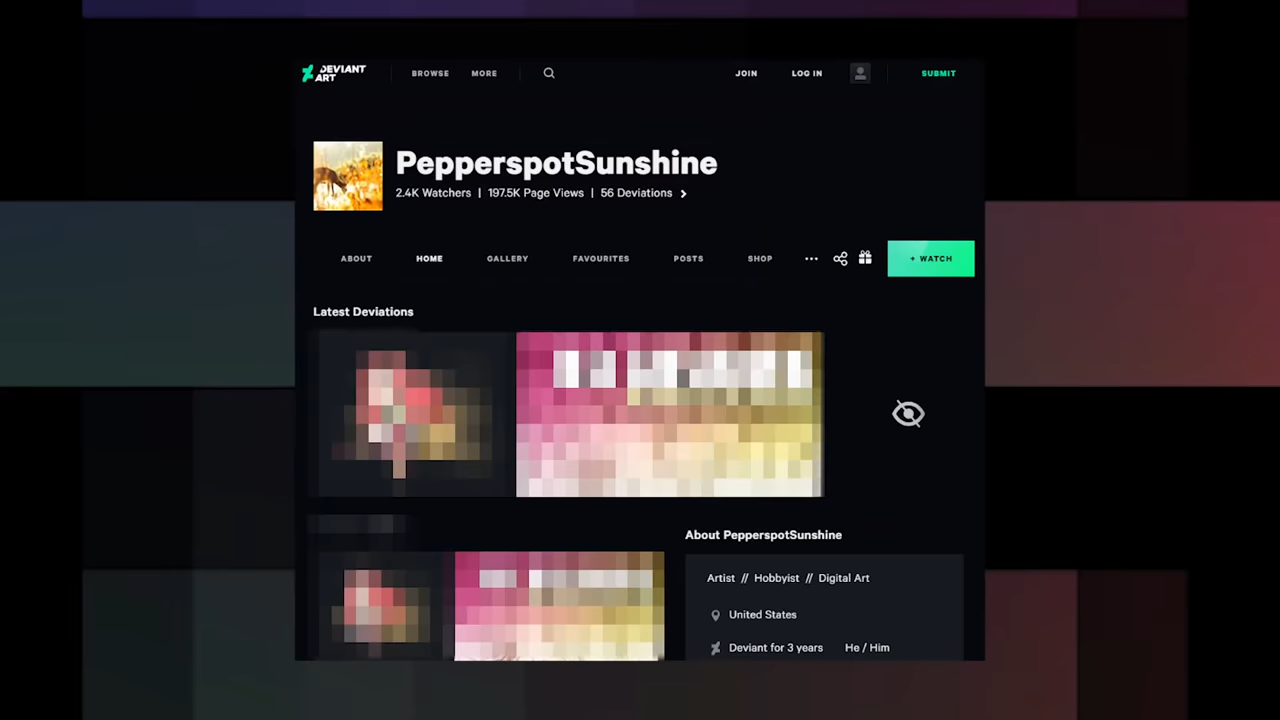 DEVIANT ART BROWSE MORE JOIN LOG IN SUBMIT
PepperspotSunshine
2.4K Watchers | 197.5K Page Views | 56 Deviations >
ABOUT HOME GALLERY FAVOURITES POSTS SHOP ••• + WATCH
Latest Deviations
About PepperspotSunshine
Artist // Hobbyist // Digital Art
United States
Deviant for 3 years He / Him